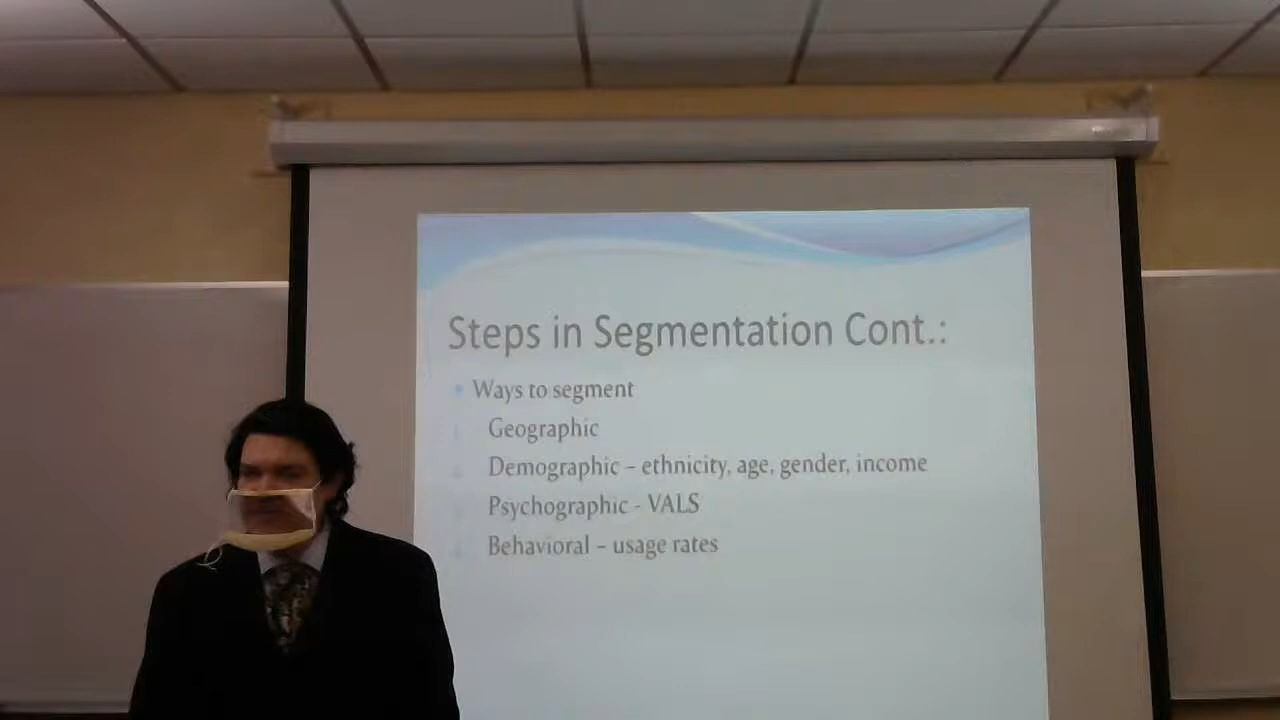 Steps in Segmentation Cont.:
Ways to segment
Geographic
Demographic – ethnicity, age, gender, income
Psychographic - VALS
Behavioral – usage rates